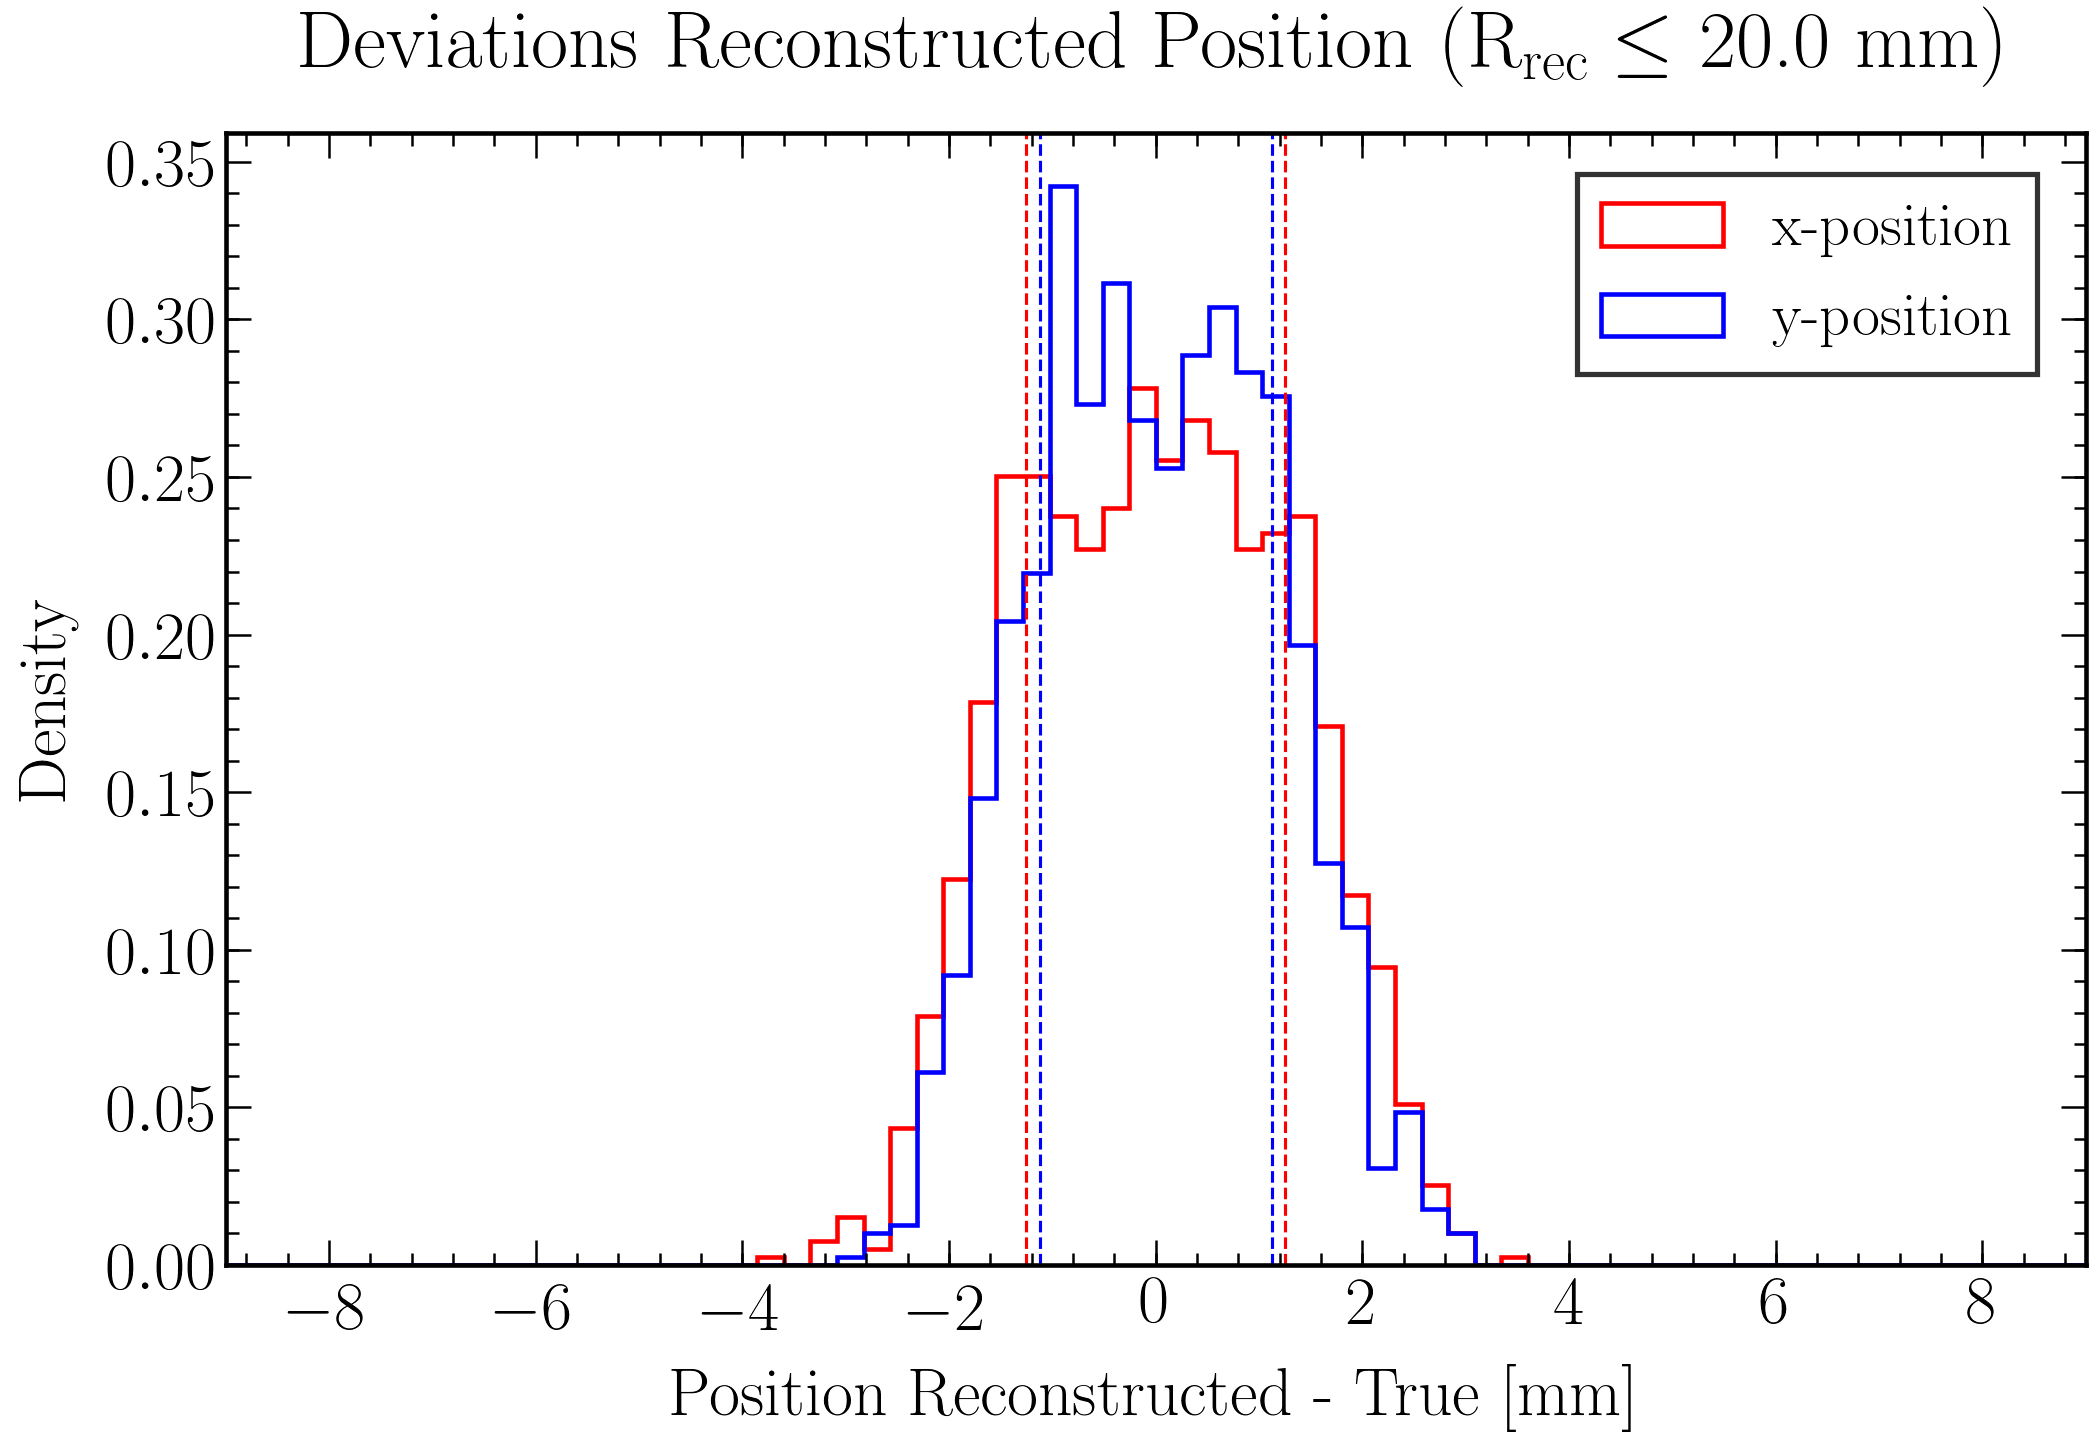 Deviations Reconstructed Position (R_rec ≤ 20.0 mm)
x-position
y-position
Density
0.35
0.30
0.25
0.20
0.15
0.10
0.05
0.00
−8 −6 −4 −2 0 2 4 6 8
Position Reconstructed - True [mm]